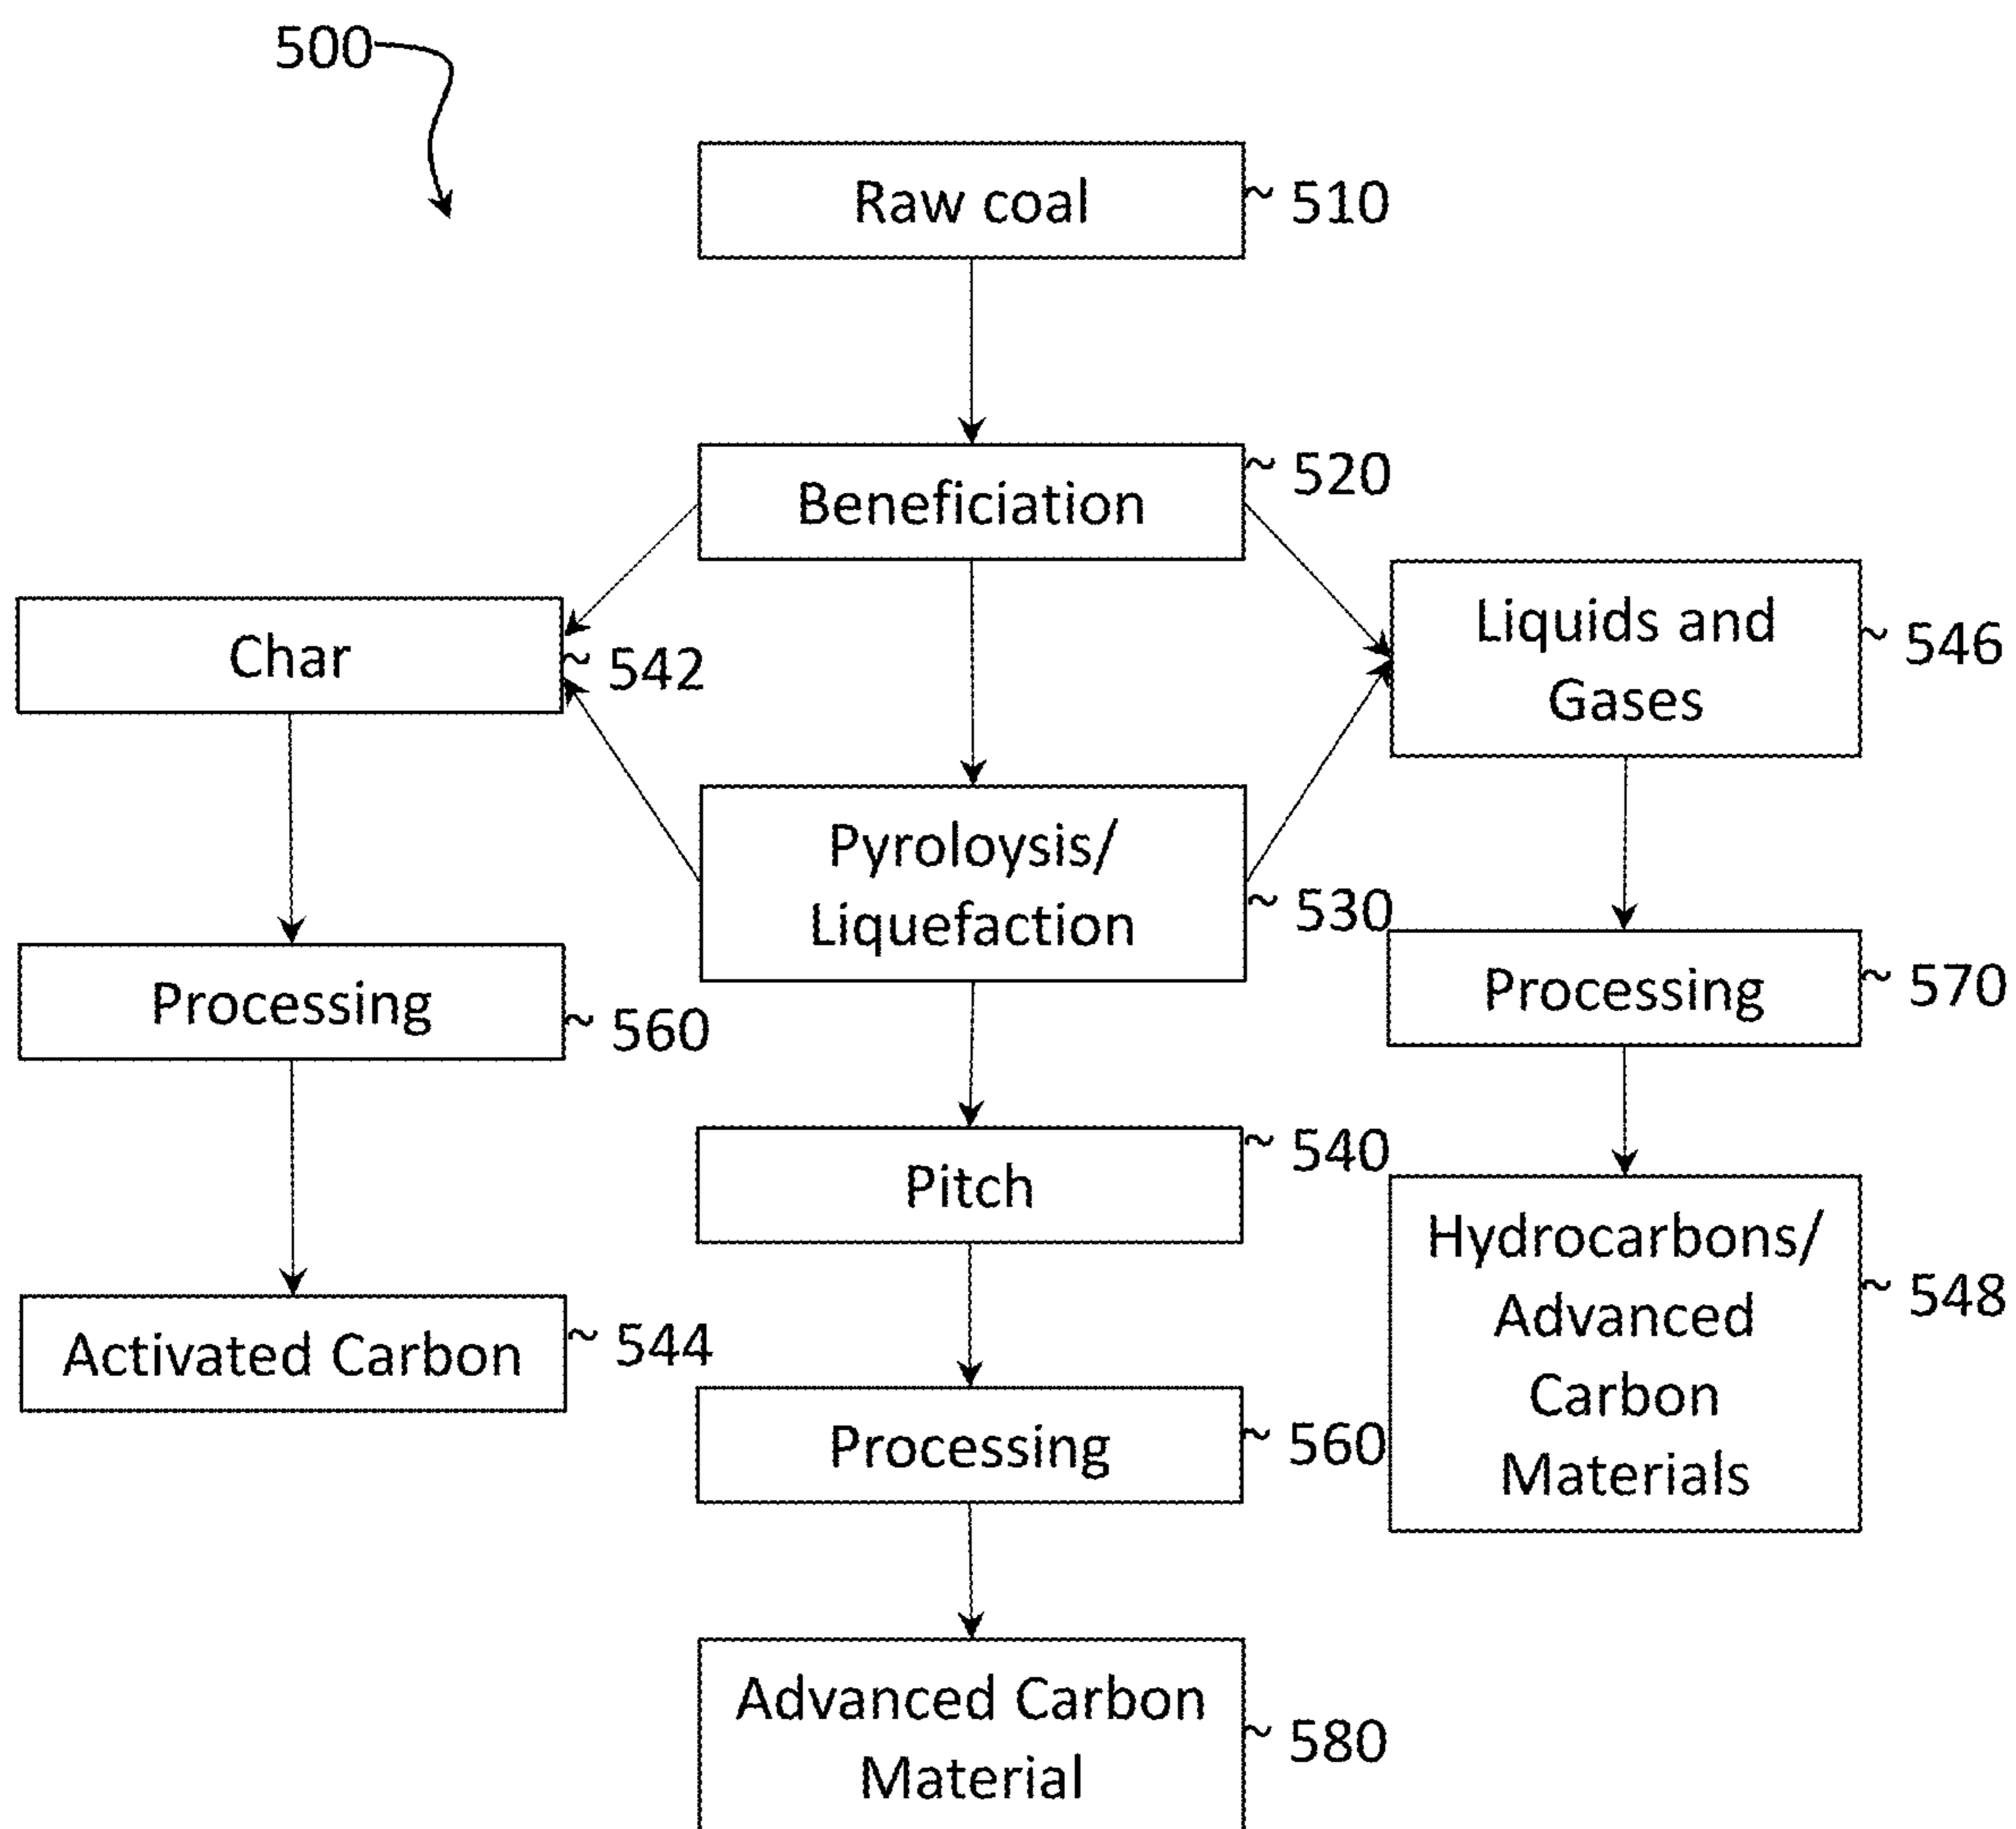 500
Raw coal
~ 510
Beneficiation
~ 520
Char
~ 542
Liquids and
Gases
~ 546
Pyroloysis/
Liquefaction
~ 530
Processing
~ 560
Processing
~ 570
Pitch
~ 540
Activated Carbon
~ 544
Hydrocarbons/
Advanced
Carbon
Materials
~ 548
Processing
~ 560
Advanced Carbon
Material
~ 580